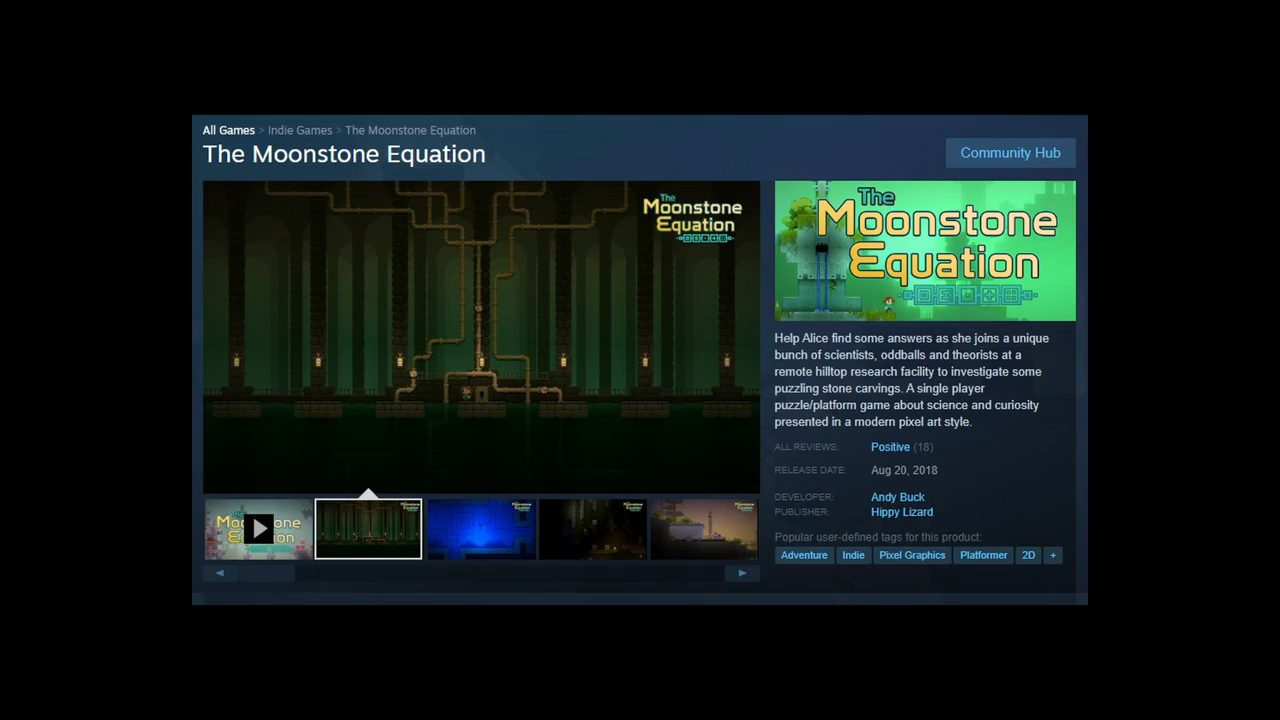 All Games > Indie Games > The Moonstone Equation
The Moonstone Equation
Community Hub
The
Moonstone
Equation
The
Moonstone
Equation
Help Alice find some answers as she joins a unique
bunch of scientists, oddballs and theorists at a
remote hilltop research facility to investigate some
puzzling stone carvings. A single player
puzzle/platform game about science and curiosity
presented in a modern pixel art style.
ALL REVIEWS: Positive (18)
RELEASE DATE: Aug 20, 2018
DEVELOPER: Andy Buck
PUBLISHER: Hippy Lizard
Popular user-defined tags for this product:
Adventure Indie Pixel Graphics Platformer 2D +